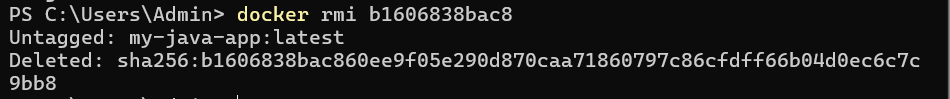 PS C:\Users\Admin> docker rmi b1606838bac8
Untagged: my-java-app:latest
Deleted: sha256:b1606838bac860ee9f05e290d870caa71860797c86cfdff66b04d0ec6c7c
9bb8